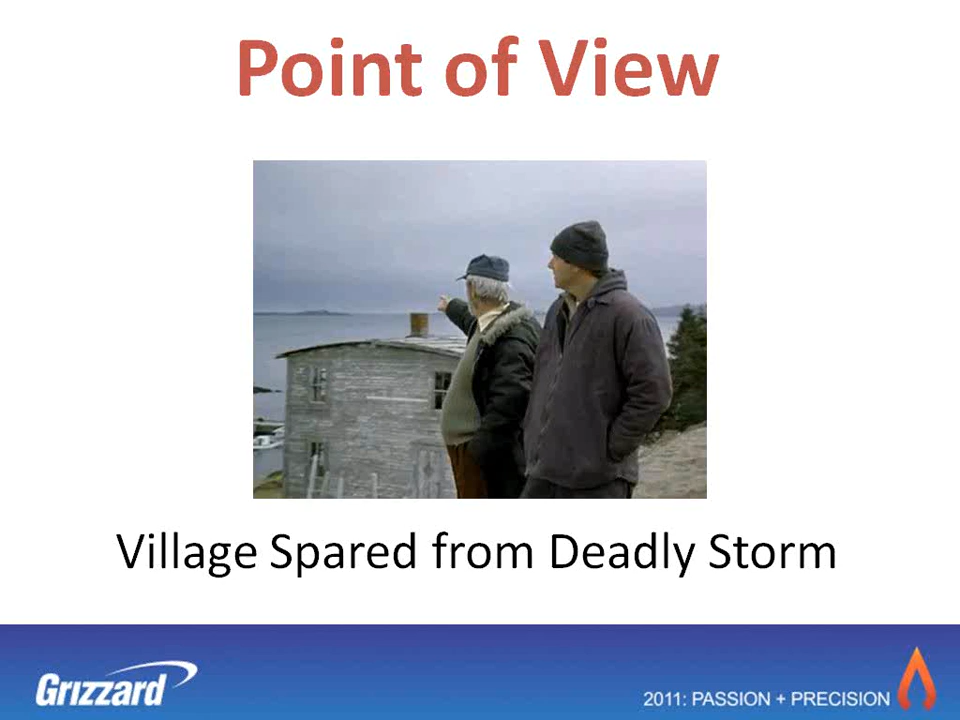 Point of View
Village Spared from Deadly Storm
Grizzard
2011: PASSION + PRECISION